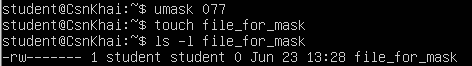 student@CsnKhai:~$ umask 077
student@CsnKhai:~$ touch file_for_mask
student@CsnKhai:~$ ls -l file_for_mask
-rw------- 1 student student 0 Jun 23 13:28 file_for_mask